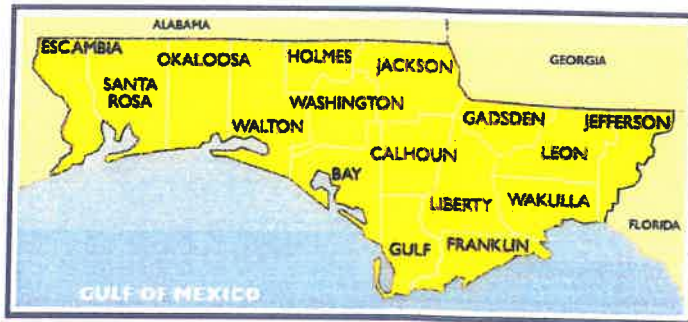 ALABAMA
ESCAMBIA
OKALOOSA
HOLMES
JACKSON
GEORGIA
SANTA
ROSA
WASHINGTON
WALTON
GADSDEN
JEFFERSON
CALHOUN
LEON
BAY
LIBERTY
WAKULLA
FLORIDA
GULF
FRANKLIN
GULF OF MEXICO